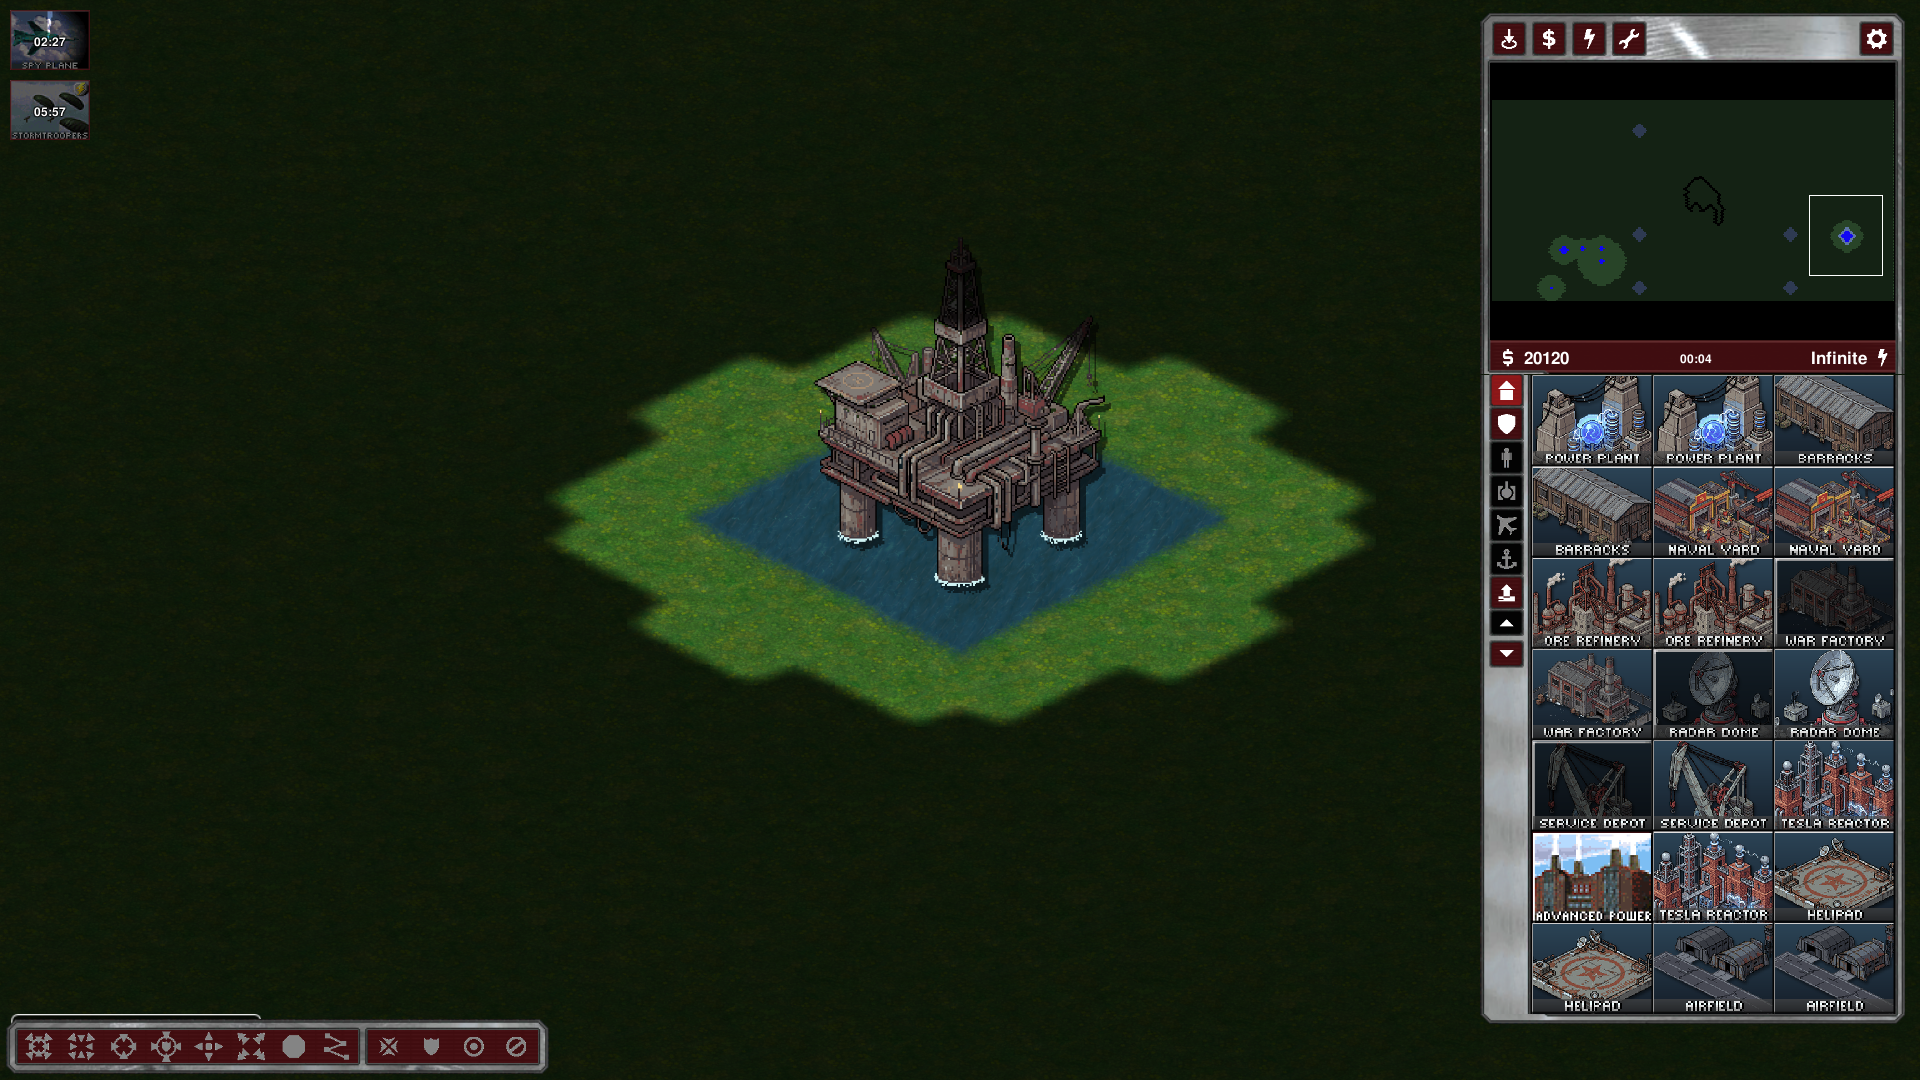 02:27
SPY PLANE
05:57
STORMTROOPERS
$
$ 20120
00:04
Infinite
POWER PLANT
POWER PLANT
BARRACKS
BARRACKS
NAVAL YARD
NAVAL YARD
ORE REFINERY
ORE REFINERY
WAR FACTORY
WAR FACTORY
RADAR DOME
RADAR DOME
SERVICE DEPOT
SERVICE DEPOT
TESLA REACTOR
ADVANCED POWER
TESLA REACTOR
HELIPAD
HELIPAD
AIRFIELD
AIRFIELD